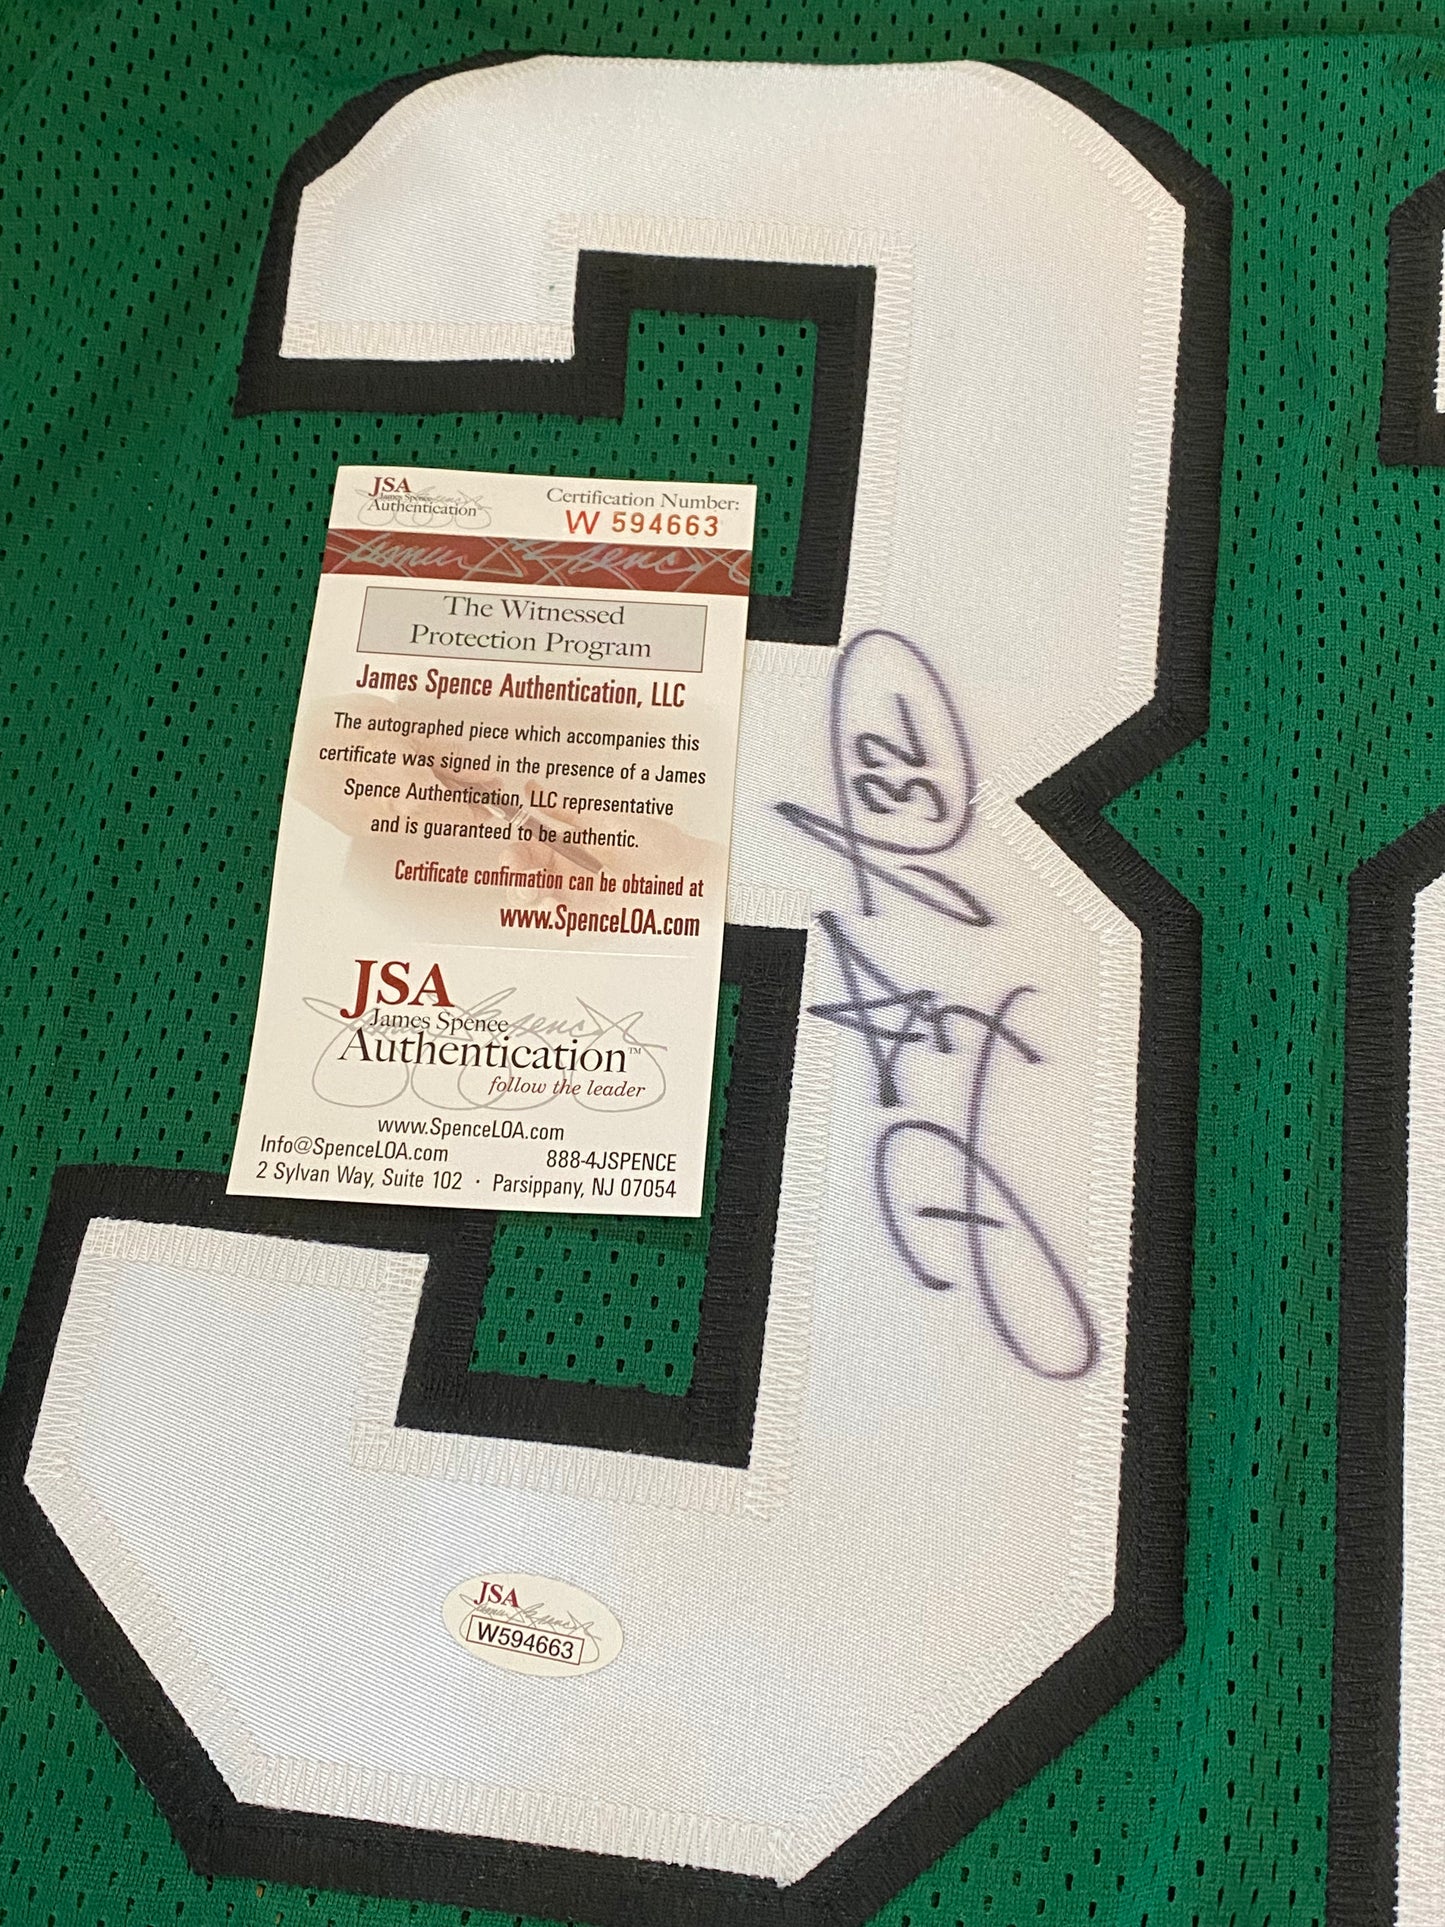 JSA
James Spence
Authentication
Certification Number:
W 594663
The Witnessed
Protection Program
James Spence Authentication, LLC
The autographed piece which accompanies this
certificate was signed in the presence of a James
Spence Authentication, LLC representative
and is guaranteed to be authentic.
Certificate confirmation can be obtained at
www.SpenceLOA.com
JSA
James Spence
Authentication™
follow the leader
www.SpenceLOA.com
Info@SpenceLOA.com 888-4JSPENCE
2 Sylvan Way, Suite 102 · Parsippany, NJ 07054
32
JSA
W594663
3